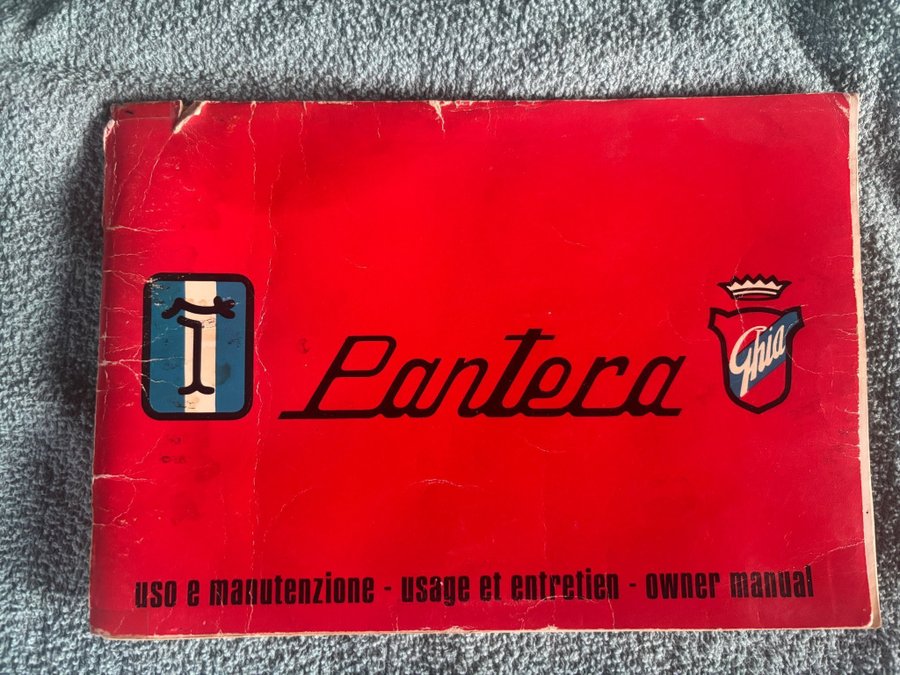 Pantera
Ghia
uso e manutenzione - usage et entretien - owner manual